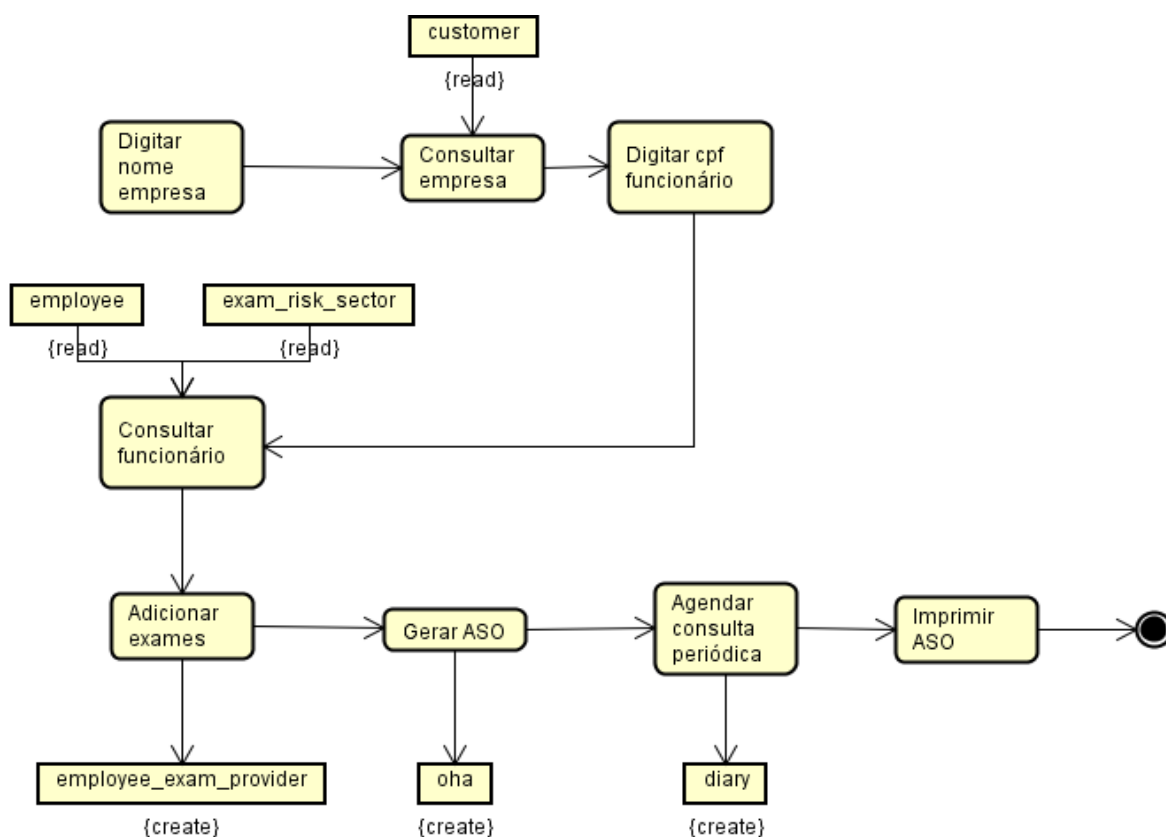 customer
{read}
Digitar
nome
empresa
Consultar
empresa
Digitar cpf
funcionário
employee
exam_risk_sector
{read}
{read}
Consultar
funcionário
Adicionar
exames
Gerar ASO
Agendar
consulta
periódica
Imprimir
ASO
employee_exam_provider
oha
diary
{create}
{create}
{create}